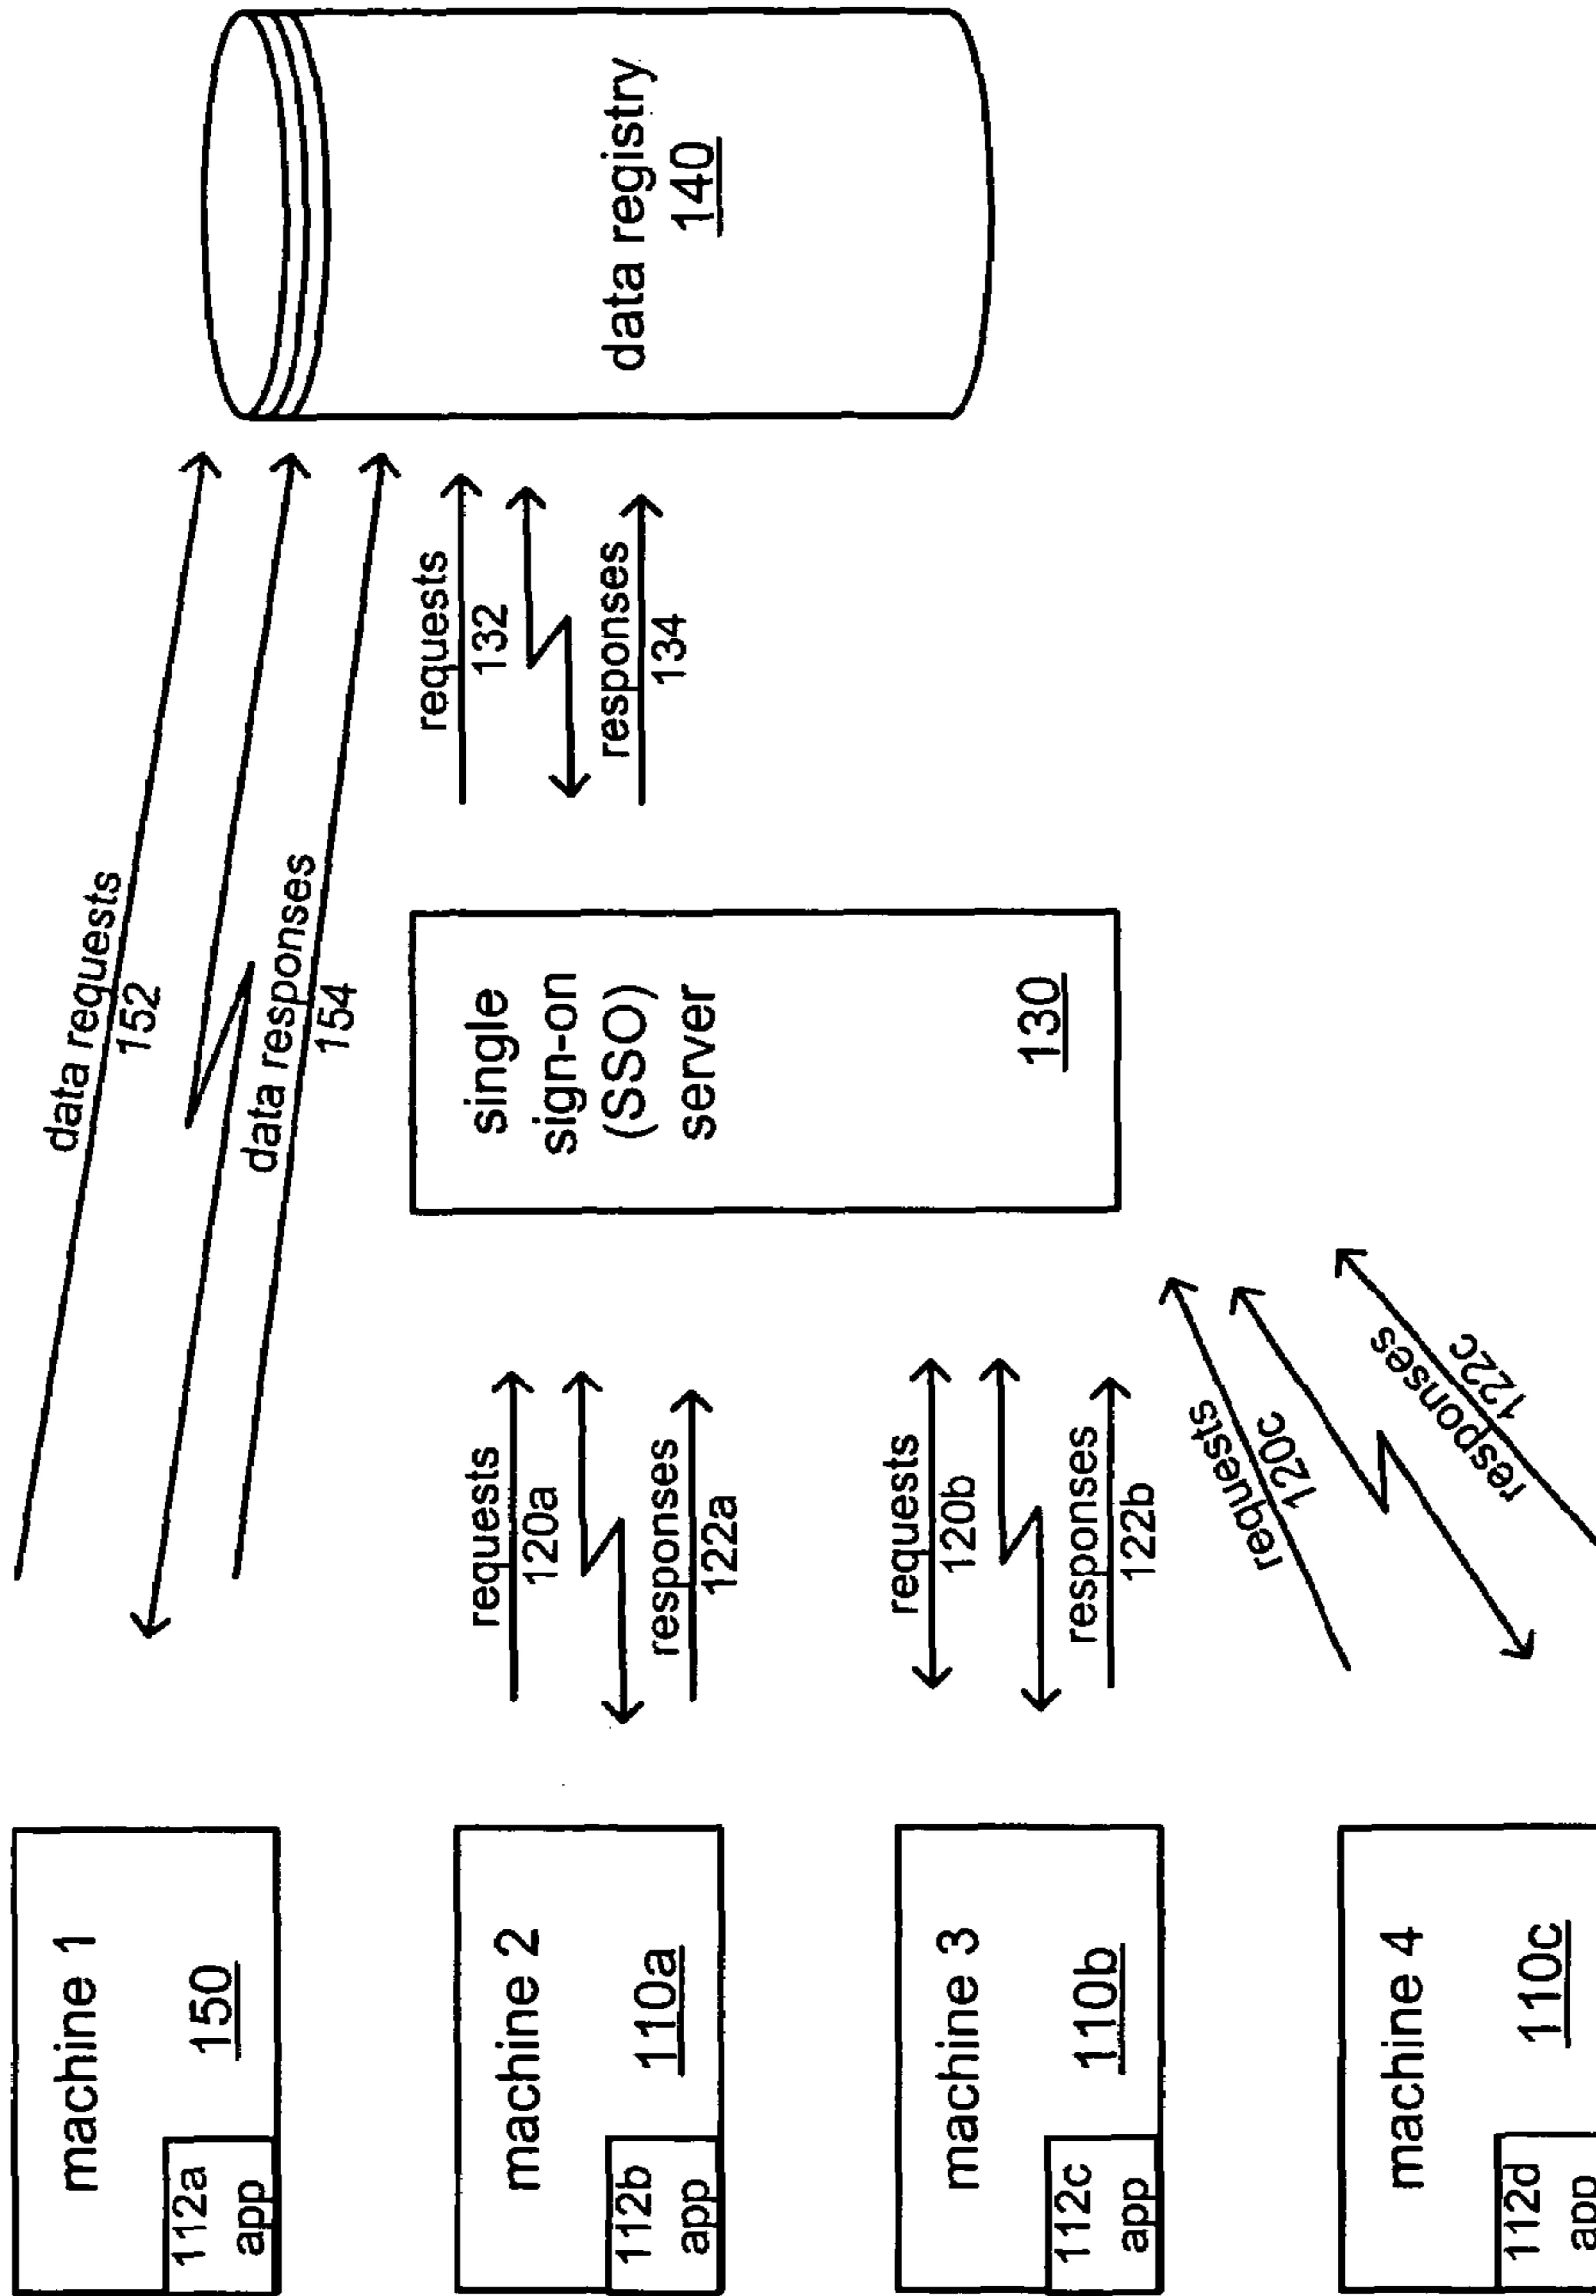 machine 1
150
112a
app
data requests
152
data responses
154
machine 2
110a
112b
app
requests
120a
responses
122a
machine 3
110b
112c
app
requests
120b
responses
122b
machine 4
110c
112d
app
requests
120c
responses
122c
single
sign-on
(SSO)
server
130
requests
132
responses
134
data registry
140